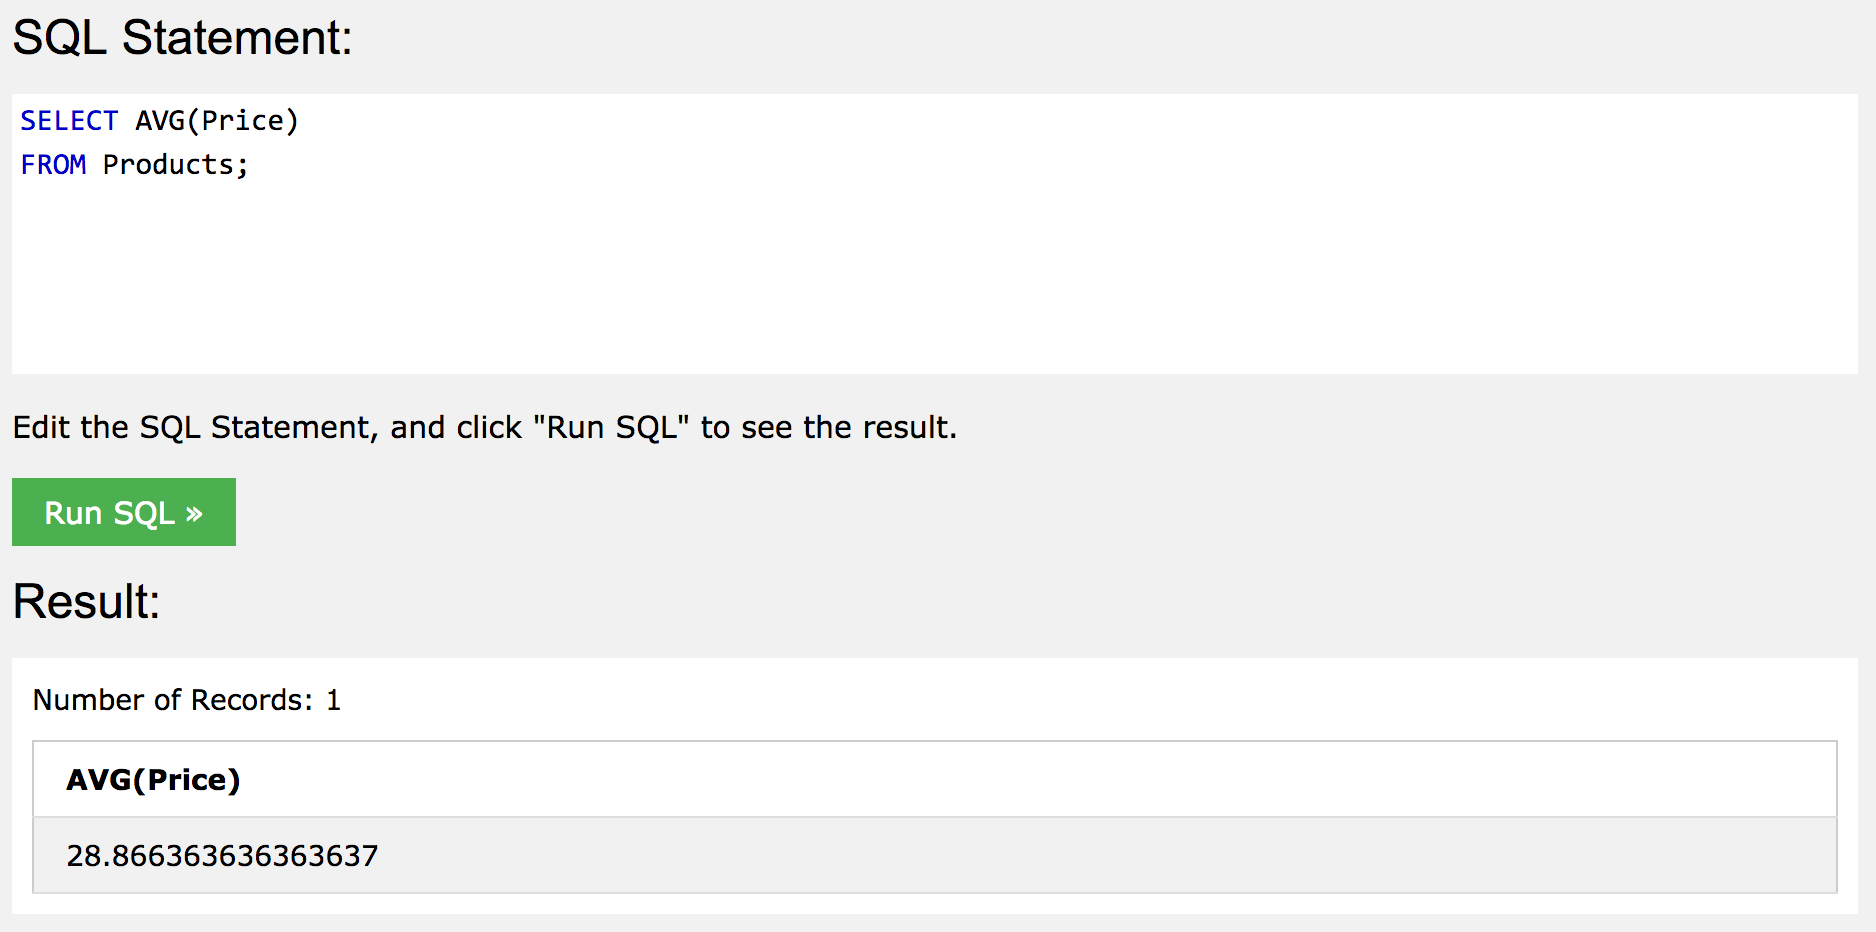 SQL Statement:
SELECT AVG(Price)
FROM Products;
Edit the SQL Statement, and click "Run SQL" to see the result.
Run SQL »
Result:
Number of Records: 1
AVG(Price)
28.866363636363637